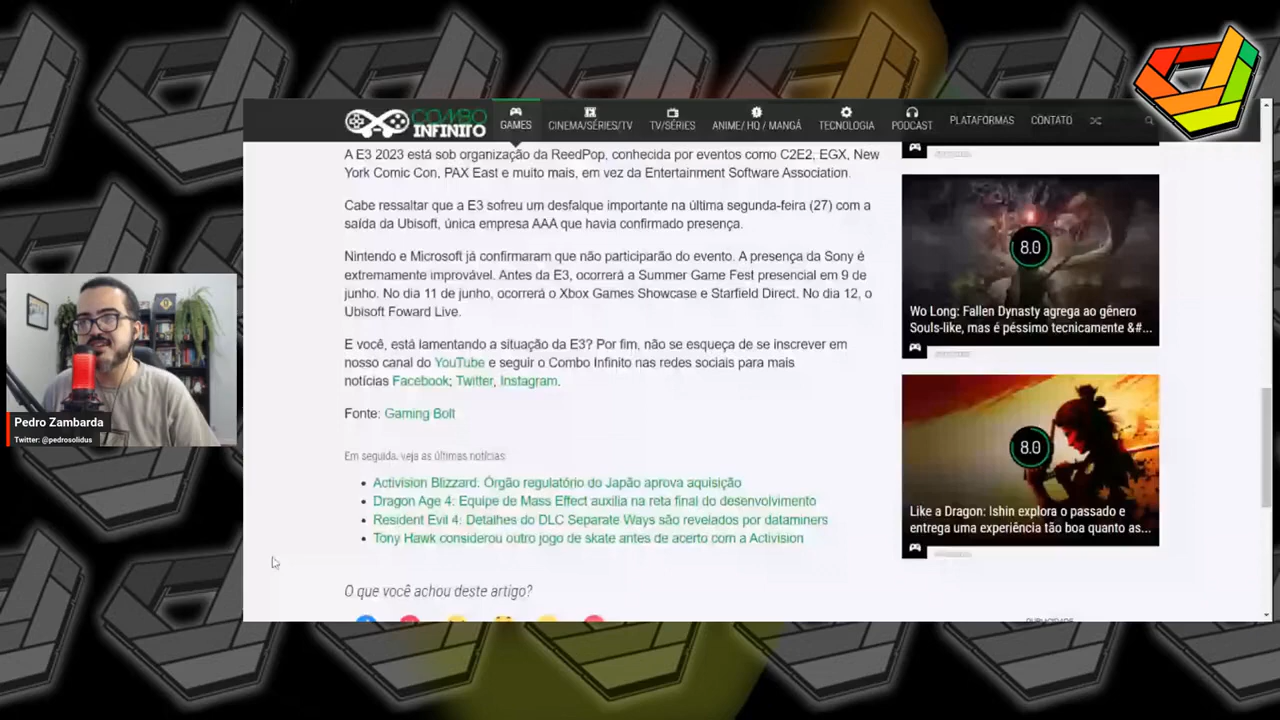 COMBO
INFINITO
GAMES
CINEMA/SÉRIES/TV
TV/SÉRIES
ANIME/ HQ / MANGÁ
TECNOLOGIA
PODCAST
PLATAFORMAS
CONTATO
A E3 2023 está sob organização da ReedPop, conhecida por eventos como C2E2, EGX, New
York Comic Con, PAX East e muito mais, em vez da Entertainment Software Association.
Cabe ressaltar que a E3 sofreu um desfalque importante na última segunda-feira (27) com a
saída da Ubisoft, única empresa AAA que havia confirmado presença.
Nintendo e Microsoft já confirmaram que não participarão do evento. A presença da Sony é
extremamente improvável. Antes da E3, ocorrerá a Summer Game Fest presencial em 9 de
junho. No dia 11 de junho, ocorrerá o Xbox Games Showcase e Starfield Direct. No dia 12, o
Ubisoft Foward Live.
E você, está lamentando a situação da E3? Por fim, não se esqueça de se inscrever em
nosso canal do YouTube e seguir o Combo Infinito nas redes sociais para mais
notícias Facebook; Twitter, Instagram.
Fonte: Gaming Bolt
Em seguida, veja as últimas notícias:
Activision Blizzard: Órgão regulatório do Japão aprova aquisição
Dragon Age 4: Equipe de Mass Effect auxilia na reta final do desenvolvimento
Resident Evil 4: Detalhes do DLC Separate Ways são revelados por dataminers
Tony Hawk considerou outro jogo de skate antes de acerto com a Activision
O que você achou deste artigo?
8.0
Wo Long: Fallen Dynasty agrega ao gênero
Souls-like, mas é péssimo tecnicamente &#...
8.0
Like a Dragon: Ishin explora o passado e
entrega uma experiência tão boa quanto as...
Pedro Zambarda
Twitter: @pedrosolidus